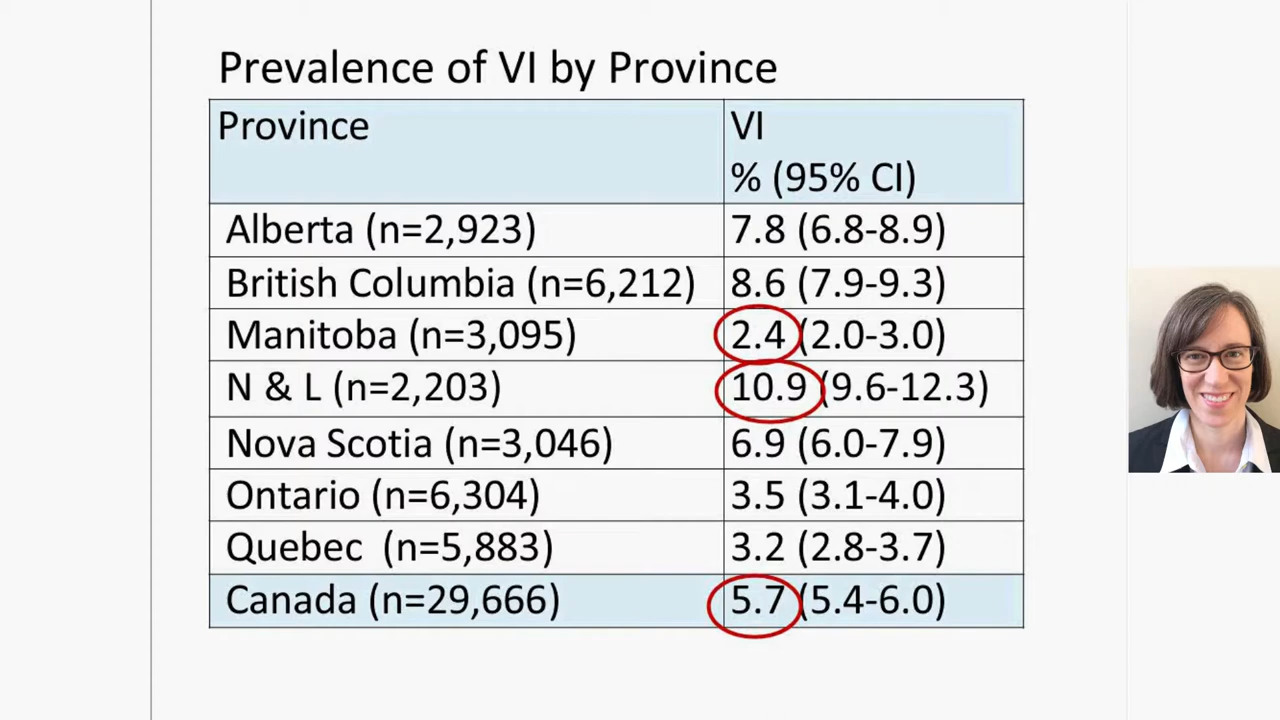 Prevalence of VI by Province
Province VI
% (95% CI)
Alberta (n=2,923) 7.8 (6.8-8.9)
British Columbia (n=6,212) 8.6 (7.9-9.3)
Manitoba (n=3,095) 2.4 (2.0-3.0)
N & L (n=2,203) 10.9 (9.6-12.3)
Nova Scotia (n=3,046) 6.9 (6.0-7.9)
Ontario (n=6,304) 3.5 (3.1-4.0)
Quebec (n=5,883) 3.2 (2.8-3.7)
Canada (n=29,666) 5.7 (5.4-6.0)